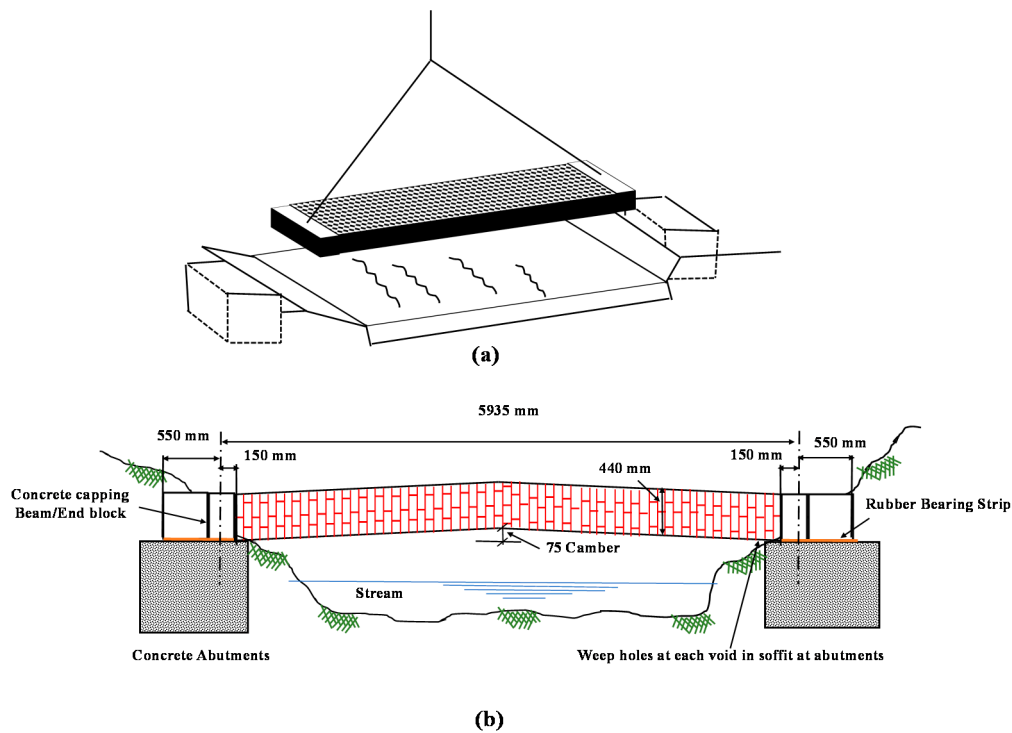 (a)
5935 mm
550 mm
550 mm
150 mm
150 mm
440 mm
Concrete capping
Beam/End block
Rubber Bearing Strip
75 Camber
Stream
Concrete Abutments
Weep holes at each void in soffit at abutments
(b)